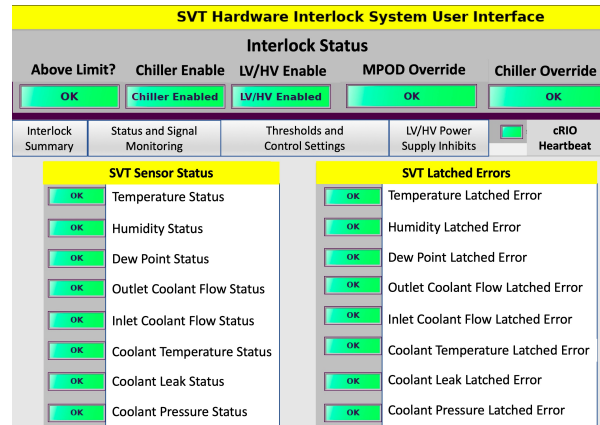 SVT Hardware Interlock System User Interface
Interlock Status
Above Limit? Chiller Enable LV/HV Enable MPOD Override Chiller Override
OK Chiller Enabled LV/HV Enabled OK OK
Interlock Summary Status and Signal Monitoring Thresholds and Control Settings LV/HV Power Supply Inhibits cRIO Heartbeat
SVT Sensor Status
OK Temperature Status
OK Humidity Status
OK Dew Point Status
OK Outlet Coolant Flow Status
OK Inlet Coolant Flow Status
OK Coolant Temperature Status
OK Coolant Leak Status
OK Coolant Pressure Status
SVT Latched Errors
OK Temperature Latched Error
OK Humidity Latched Error
OK Dew Point Latched Error
OK Outlet Coolant Flow Latched Error
OK Inlet Coolant Flow Latched Error
OK Coolant Temperature Latched Error
OK Coolant Leak Latched Error
OK Coolant Pressure Latched Error